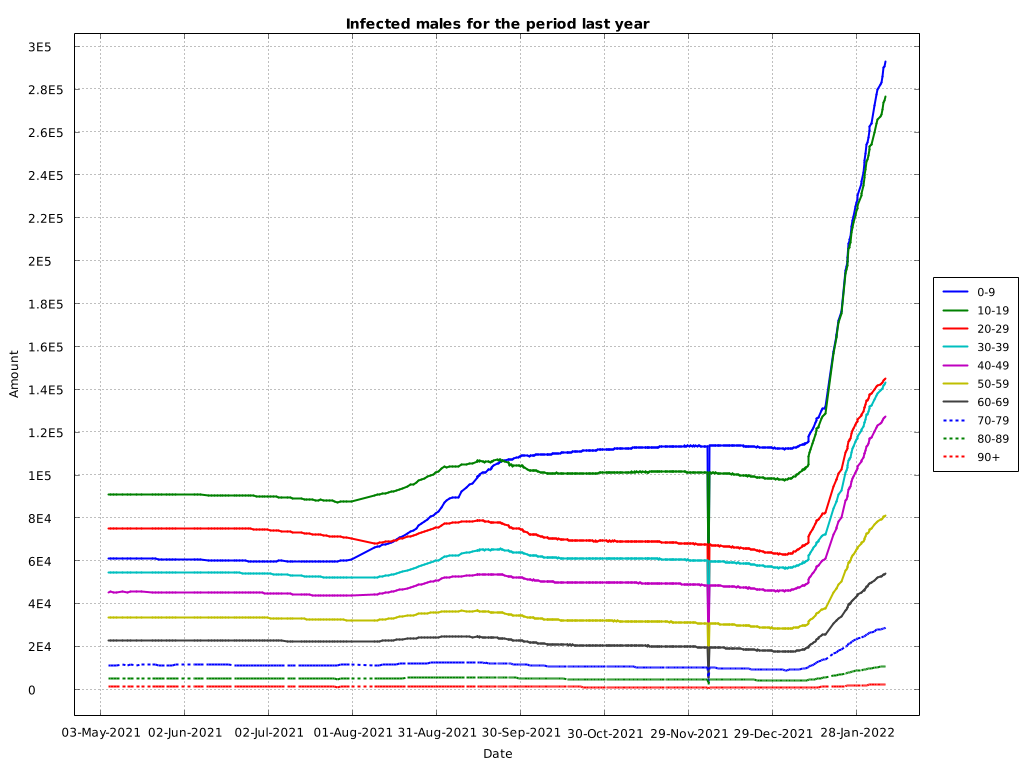 Infected males for the period last year
3E5
2.8E5
2.6E5
2.4E5
2.2E5
2E5
1.8E5
1.6E5
1.4E5
1.2E5
1E5
8E4
6E4
4E4
2E4
0
Amount
03-May-2021 02-Jun-2021 02-Jul-2021 01-Aug-2021 31-Aug-2021 30-Sep-2021 30-Oct-2021 29-Nov-2021 29-Dec-2021 28-Jan-2022
Date
0-9
10-19
20-29
30-39
40-49
50-59
60-69
70-79
80-89
90+